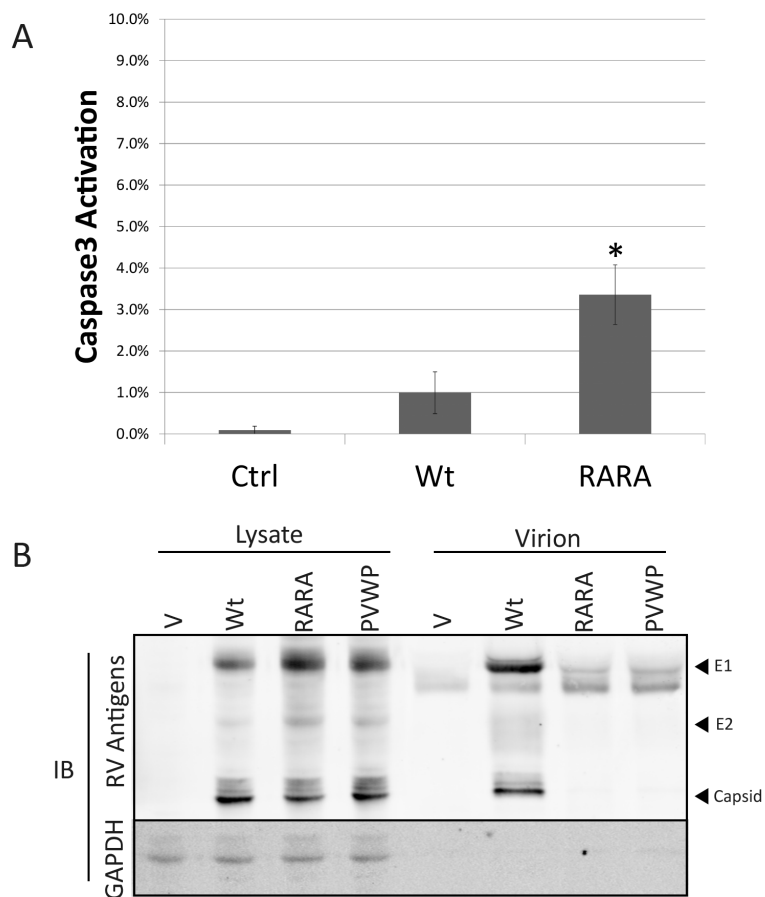 A
Caspase3 Activation
10.0%
9.0%
8.0%
7.0%
6.0%
5.0%
4.0%
3.0%
2.0%
1.0%
0.0%
*
Ctrl Wt RARA
B
Lysate Virion
V Wt RARA PVWP V Wt RARA PVWP
IB
RV Antigens
GAPDH
E1
E2
Capsid